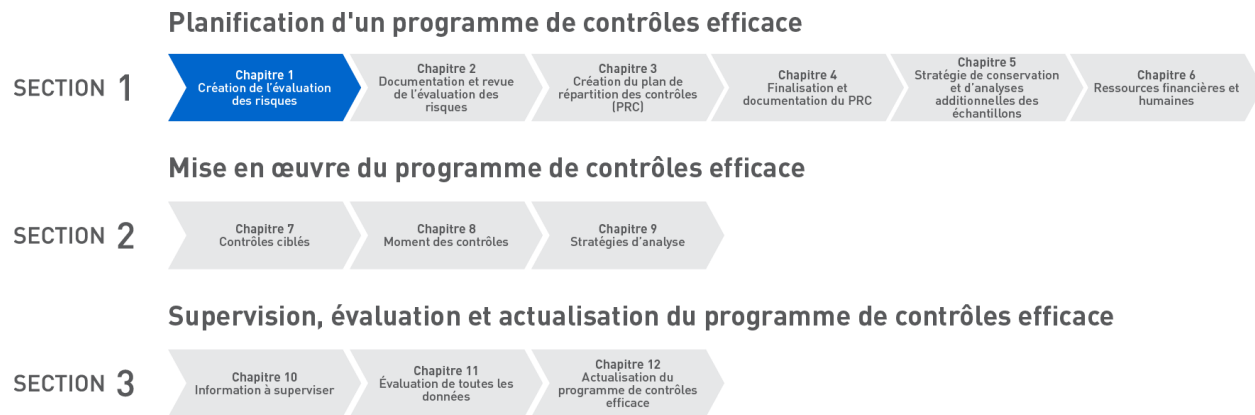 Planification d'un programme de contrôles efficace
SECTION 1
Chapitre 1
Création de l'évaluation
des risques
Chapitre 2
Documentation et revue
de l'évaluation des
risques
Chapitre 3
Création du plan de
répartition des contrôles
(PRC)
Chapitre 4
Finalisation et
documentation du PRC
Chapitre 5
Stratégie de conservation
et d'analyses
additionnelles des
échantillons
Chapitre 6
Ressources financières et
humaines
Mise en œuvre du programme de contrôles efficace
SECTION 2
Chapitre 7
Contrôles ciblés
Chapitre 8
Moment des contrôles
Chapitre 9
Stratégies d'analyse
Supervision, évaluation et actualisation du programme de contrôles efficace
SECTION 3
Chapitre 10
Information à superviser
Chapitre 11
Évaluation de toutes les
données
Chapitre 12
Actualisation du
programme de contrôles
efficace